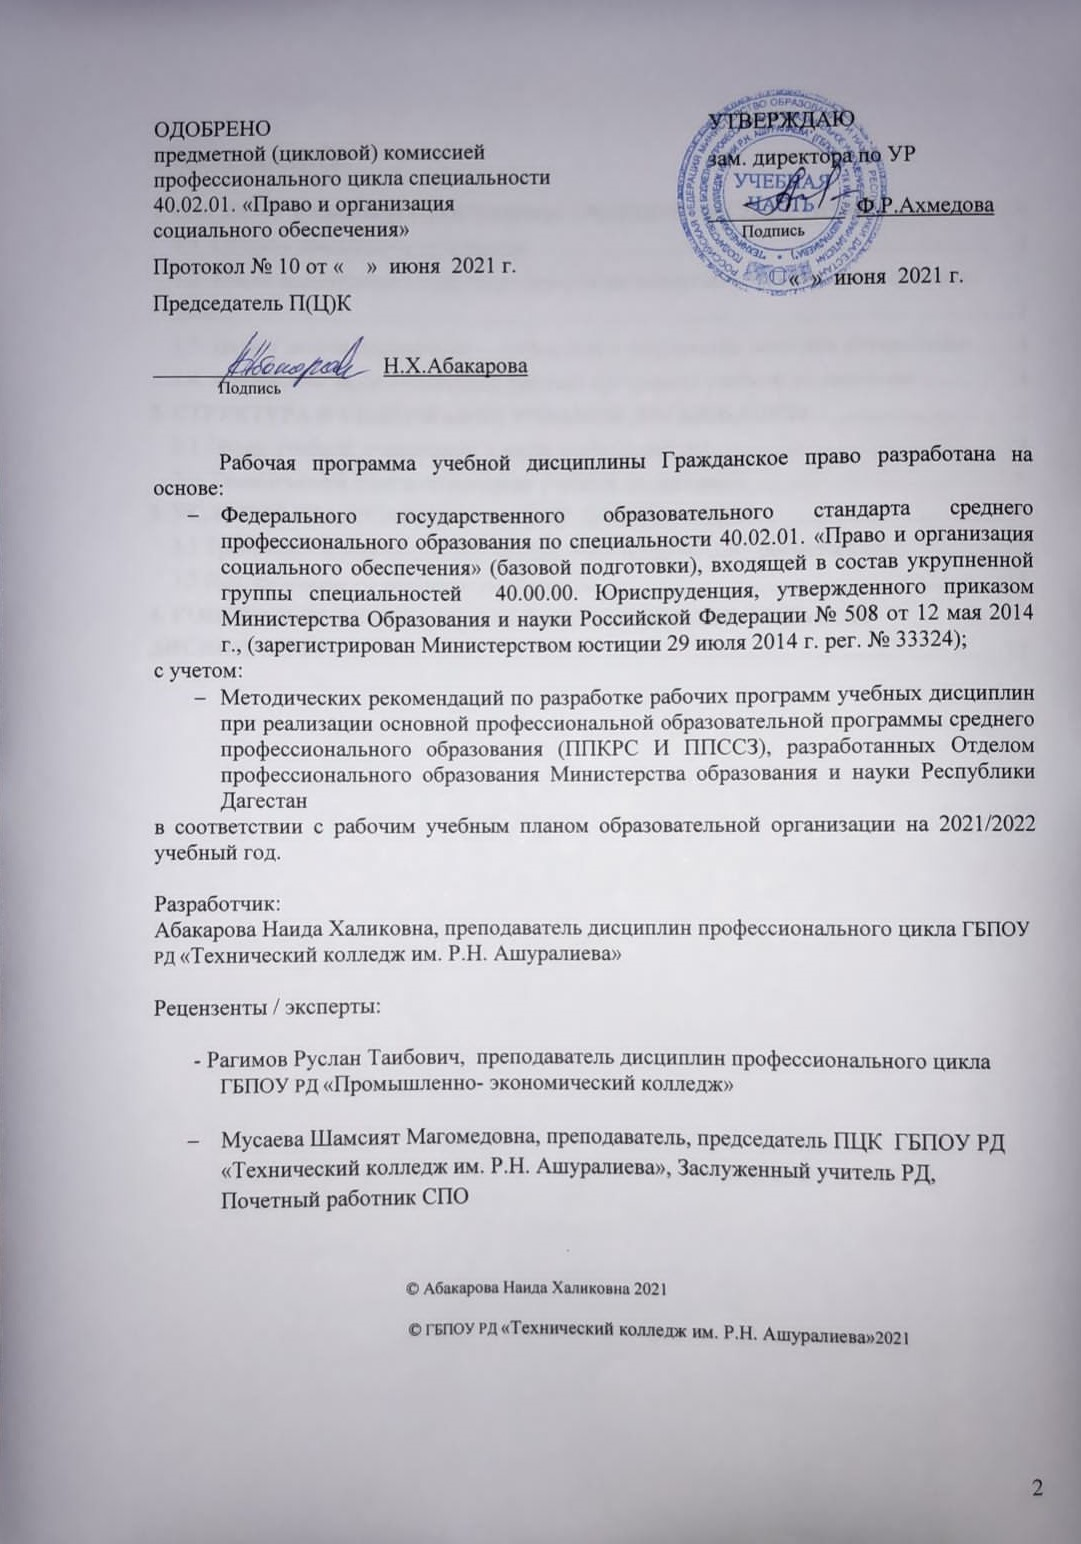 ОДОБРЕНО
предметной (цикловой) комиссией
профессионального цикла специальности
40.02.01. «Право и организация
социального обеспечения»
Протокол № 10 от «    »  июня  2021 г.
Председатель П(Ц)К
Абакарова Н.Х.Абакарова
Подпись
УТВЕРЖДАЮ
зам. директора по УР
УЧЕБНАЯ
ЧАСТЬ
Ф.Р.Ахмедова
Подпись
«  »  июня  2021 г.
Рабочая программа учебной дисциплины Гражданское право разработана на
основе:
– Федерального государственного образовательного стандарта среднего
профессионального образования по специальности 40.02.01. «Право и организация
социального обеспечения» (базовой подготовки), входящей в состав укрупненной
группы специальностей  40.00.00. Юриспруденция, утвержденного приказом
Министерства Образования и науки Российской Федерации № 508 от 12 мая 2014
г., (зарегистрирован Министерством юстиции 29 июля 2014 г. рег. № 33324);
с учетом:
– Методических рекомендаций по разработке рабочих программ учебных дисциплин
при реализации основной профессиональной образовательной программы среднего
профессионального образования (ППКРС И ППССЗ), разработанных Отделом
профессионального образования Министерства образования и науки Республики
Дагестан
в соответствии с рабочим учебным планом образовательной организации на 2021/2022
учебный год.
Разработчик:
Абакарова Наида Халиковна, преподаватель дисциплин профессионального цикла ГБПОУ
РД «Технический колледж им. Р.Н. Ашуралиева»
Рецензенты / эксперты:
- Рагимов Руслан Таибович,  преподаватель дисциплин профессионального цикла
ГБПОУ РД «Промышленно- экономический колледж»
– Мусаева Шамсият Магомедовна, преподаватель, председатель ПЦК  ГБПОУ РД
«Технический колледж им. Р.Н. Ашуралиева», Заслуженный учитель РД,
Почетный работник СПО
© Абакарова Наида Халиковна 2021
© ГБПОУ РД «Технический колледж им. Р.Н. Ашуралиева»2021
2